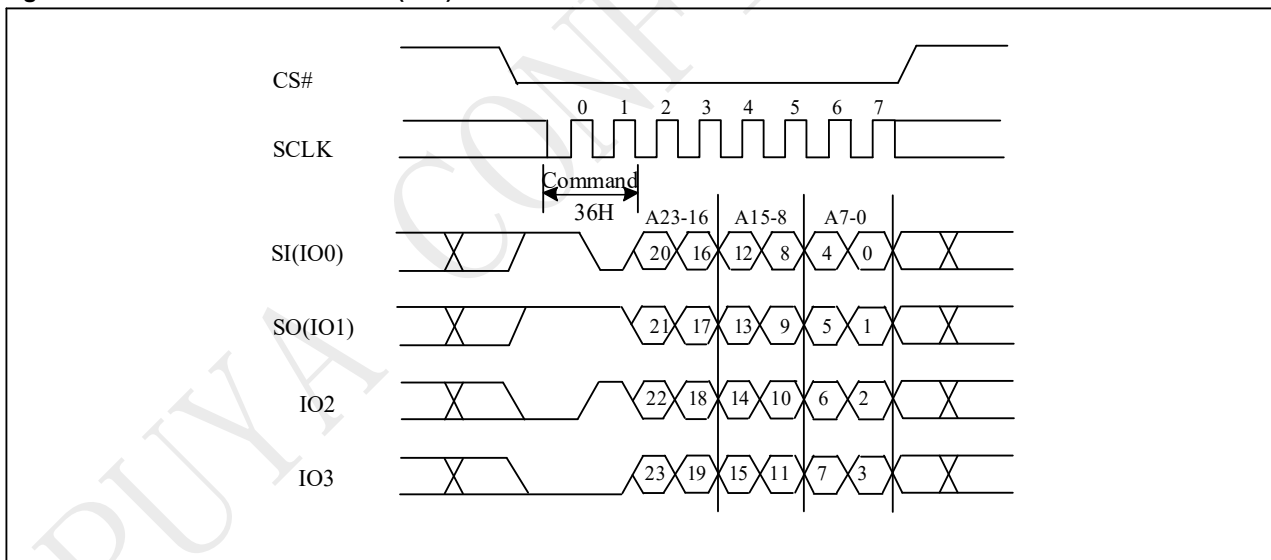 CS#
0 1 2 3 4 5 6 7
SCLK
Command
36H
A23-16 A15-8 A7-0
SI(IO0) 20 16 12 8 4 0
SO(IO1) 21 17 13 9 5 1
IO2 22 18 14 10 6 2
IO3 23 19 15 11 7 3
PUYA CONF